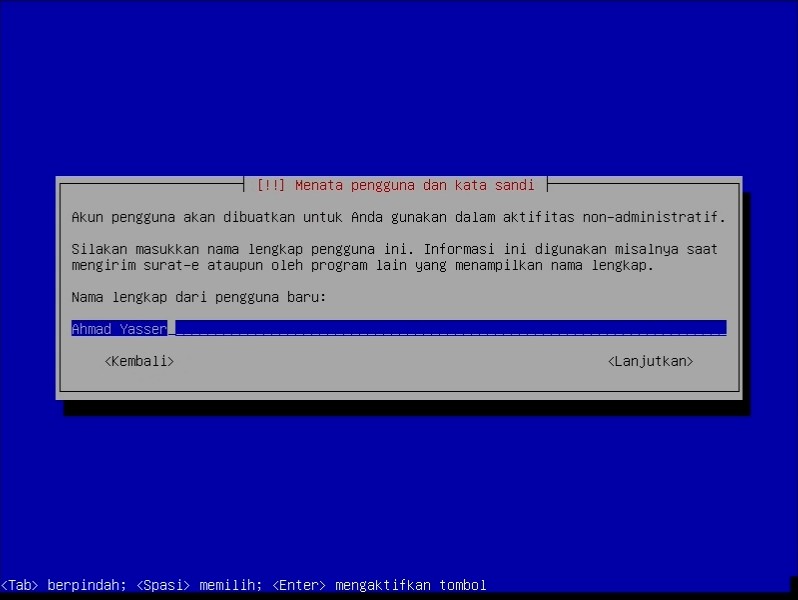 [!!] Menata pengguna dan kata sandi
Akun pengguna akan dibuatkan untuk Anda gunakan dalam aktifitas non-administratif.
Silakan masukkan nama lengkap pengguna ini. Informasi ini digunakan misalnya saat
mengirim surat-e ataupun oleh program lain yang menampilkan nama lengkap.
Nama lengkap dari pengguna baru:
Ahmad Yasser
<Kembali> <Lanjutkan>
<Tab> berpindah; <Spasi> memilih; <Enter> mengaktifkan tombol